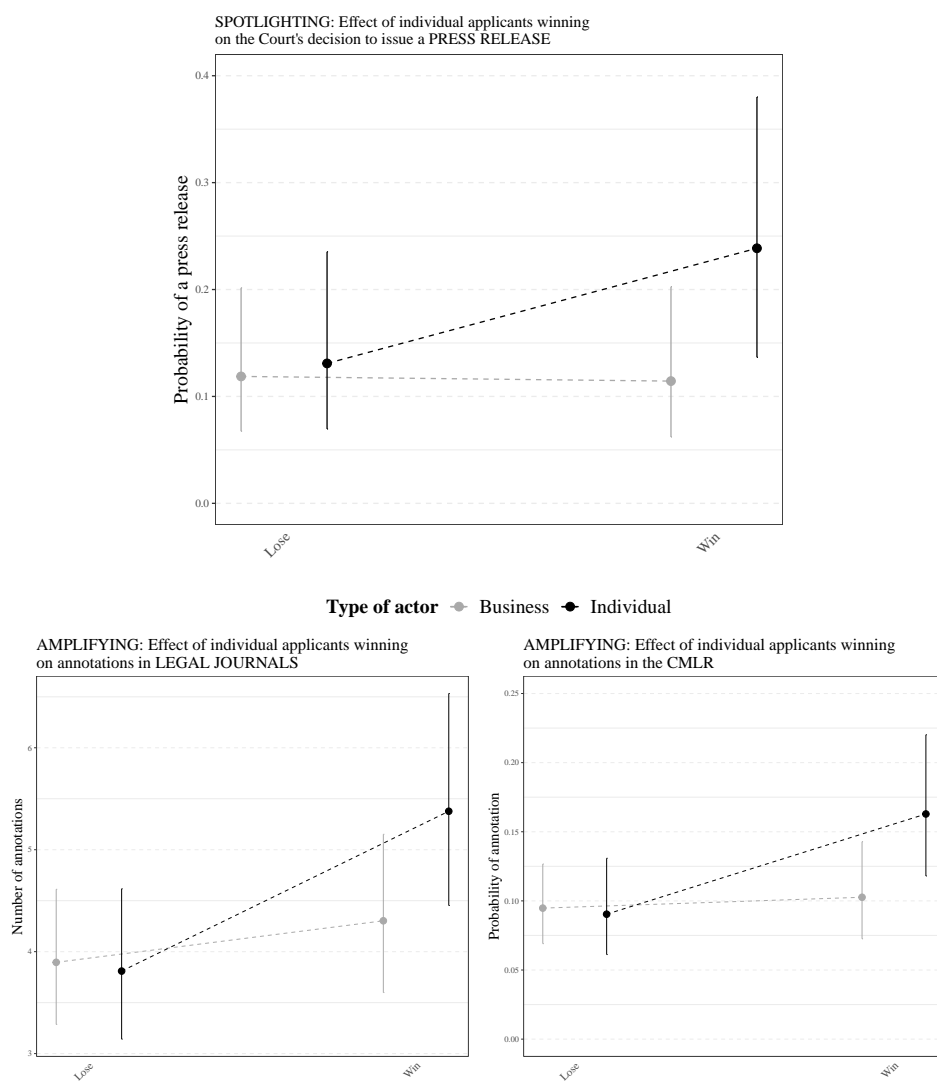 SPOTLIGHTING: Effect of individual applicants winning
on the Court's decision to issue a PRESS RELEASE
Probability of a press release
0.4
0.3
0.2
0.1
0.0
Lose
Win
Type of actor Business Individual
AMPLIFYING: Effect of individual applicants winning
on annotations in LEGAL JOURNALS
Number of annotations
6
5
4
3
Lose
Win
AMPLIFYING: Effect of individual applicants winning
on annotations in the CMLR
Probability of annotation
0.25
0.20
0.15
0.10
0.05
0.00
Lose
Win